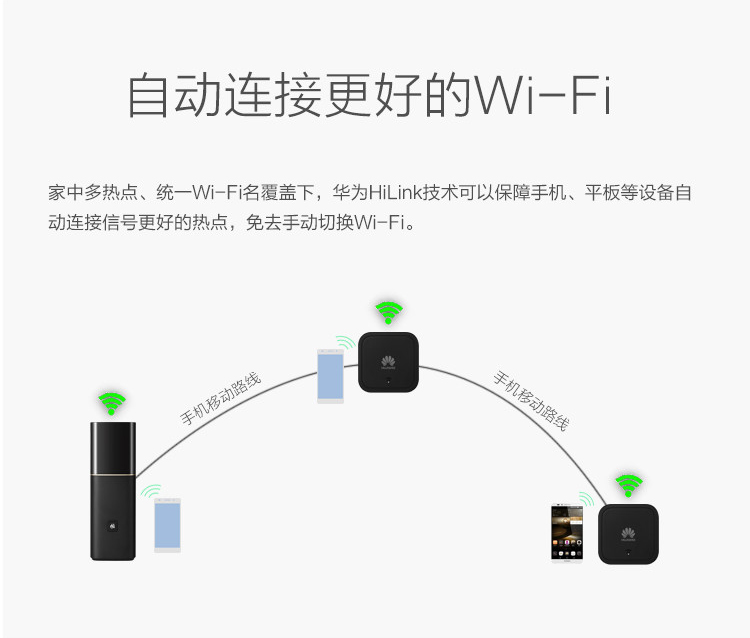 自动连接更好的Wi-Fi
家中多热点、统一Wi-Fi名覆盖下，华为HiLink技术可以保障手机、平板等设备自
动连接信号更好的热点，免去手动切换Wi-Fi。
手机移动路线
手机移动路线
HUAWEI
HUAWEI